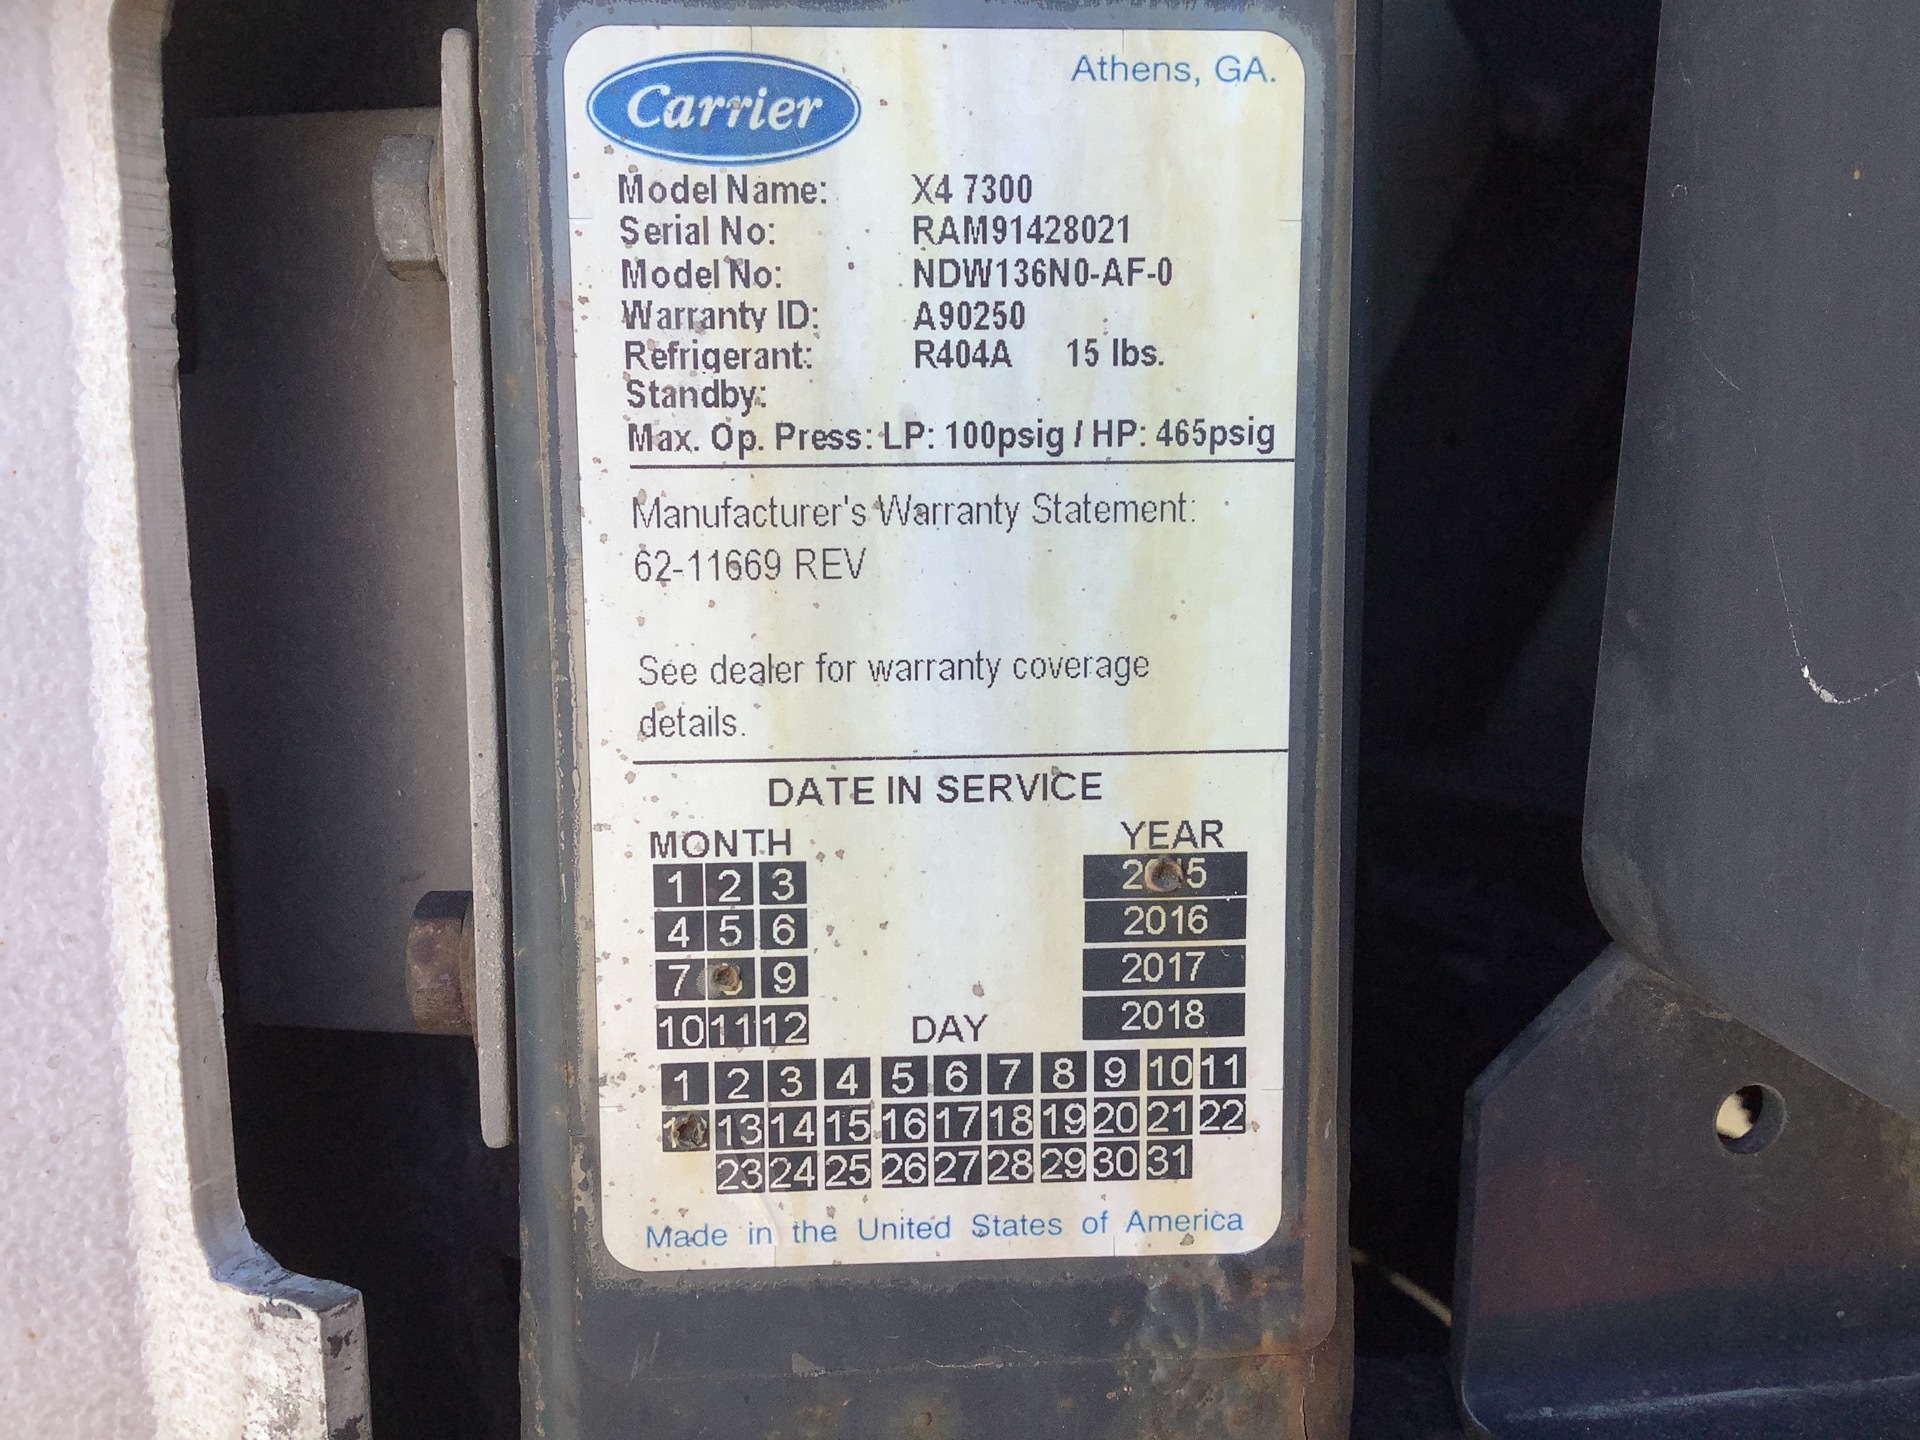 Carrier
Athens, GA.
Model Name: X4 7300
Serial No: RAM91428021
Model No: NDW136N0-AF-0
Warranty ID: A90250
Refrigerant: R404A 15 lbs.
Standby:
Max. Op. Press: LP: 100psig / HP: 465psig
Manufacturer's Warranty Statement:
62-11669 REV
See dealer for warranty coverage
details.
DATE IN SERVICE
MONTH
1 2 3
4 5 6
7 9
10 11 12
YEAR
2015
2016
2017
2018
DAY
1 2 3 4 5 6 7 8 9 10 11
12 13 14 15 16 17 18 19 20 21 22
23 24 25 26 27 28 29 30 31
Made in the United States of America